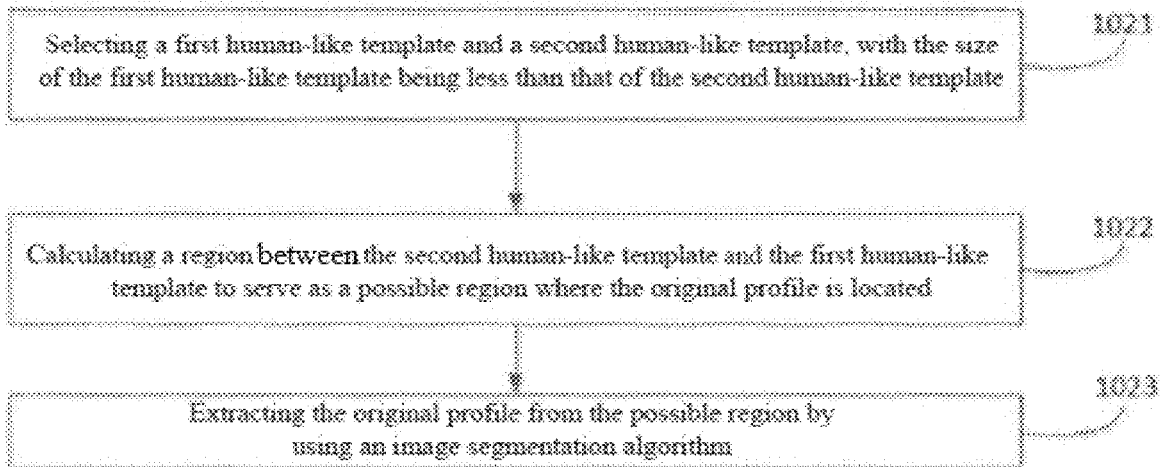 1021
Selecting a first human-like template and a second human-like template, with the size
of the first human-like template being less than that of the second human-like template
1022
Calculating a region between the second human-like template and the first human-like
template to serve as a possible region where the original profile is located
1023
Extracting the original profile from the possible region by
using an image segmentation algorithm